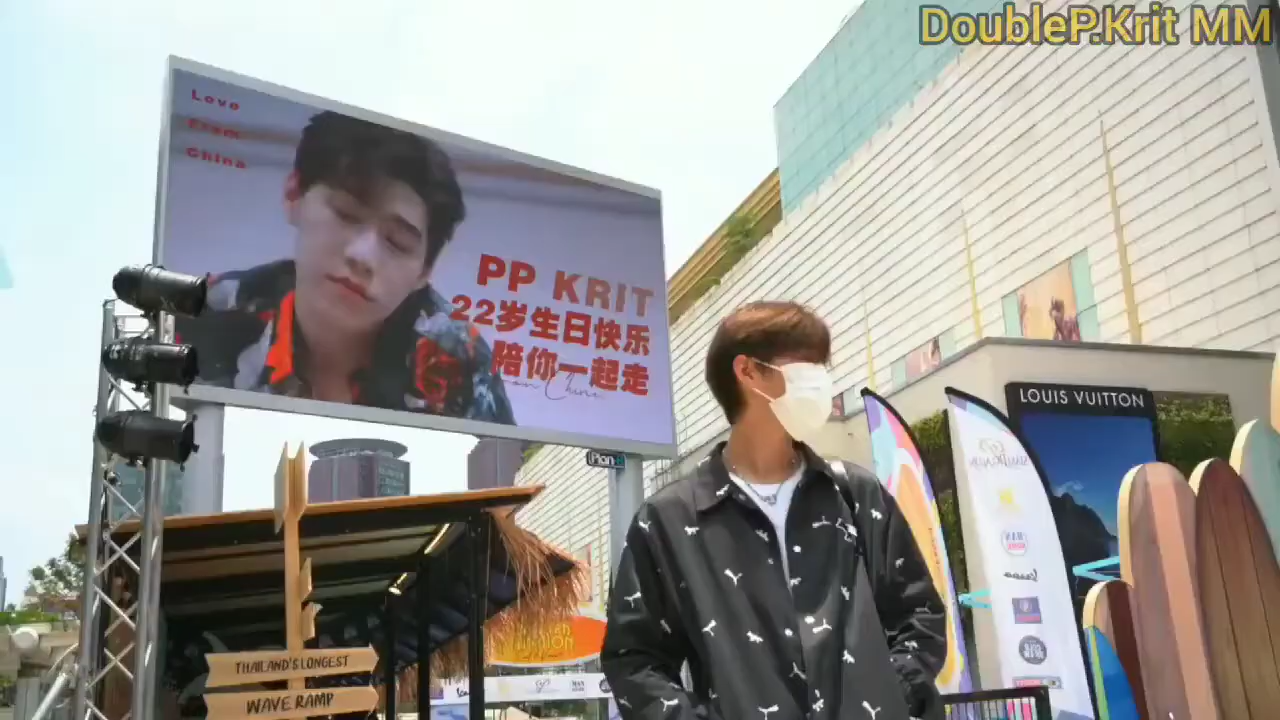 DoubleP.Krit MM
Love
From
China
PP KRIT
22岁生日快乐
陪你一起走
PlanB
LOUIS VUITTON
THAILAND'S LONGEST
WAVE RAMP